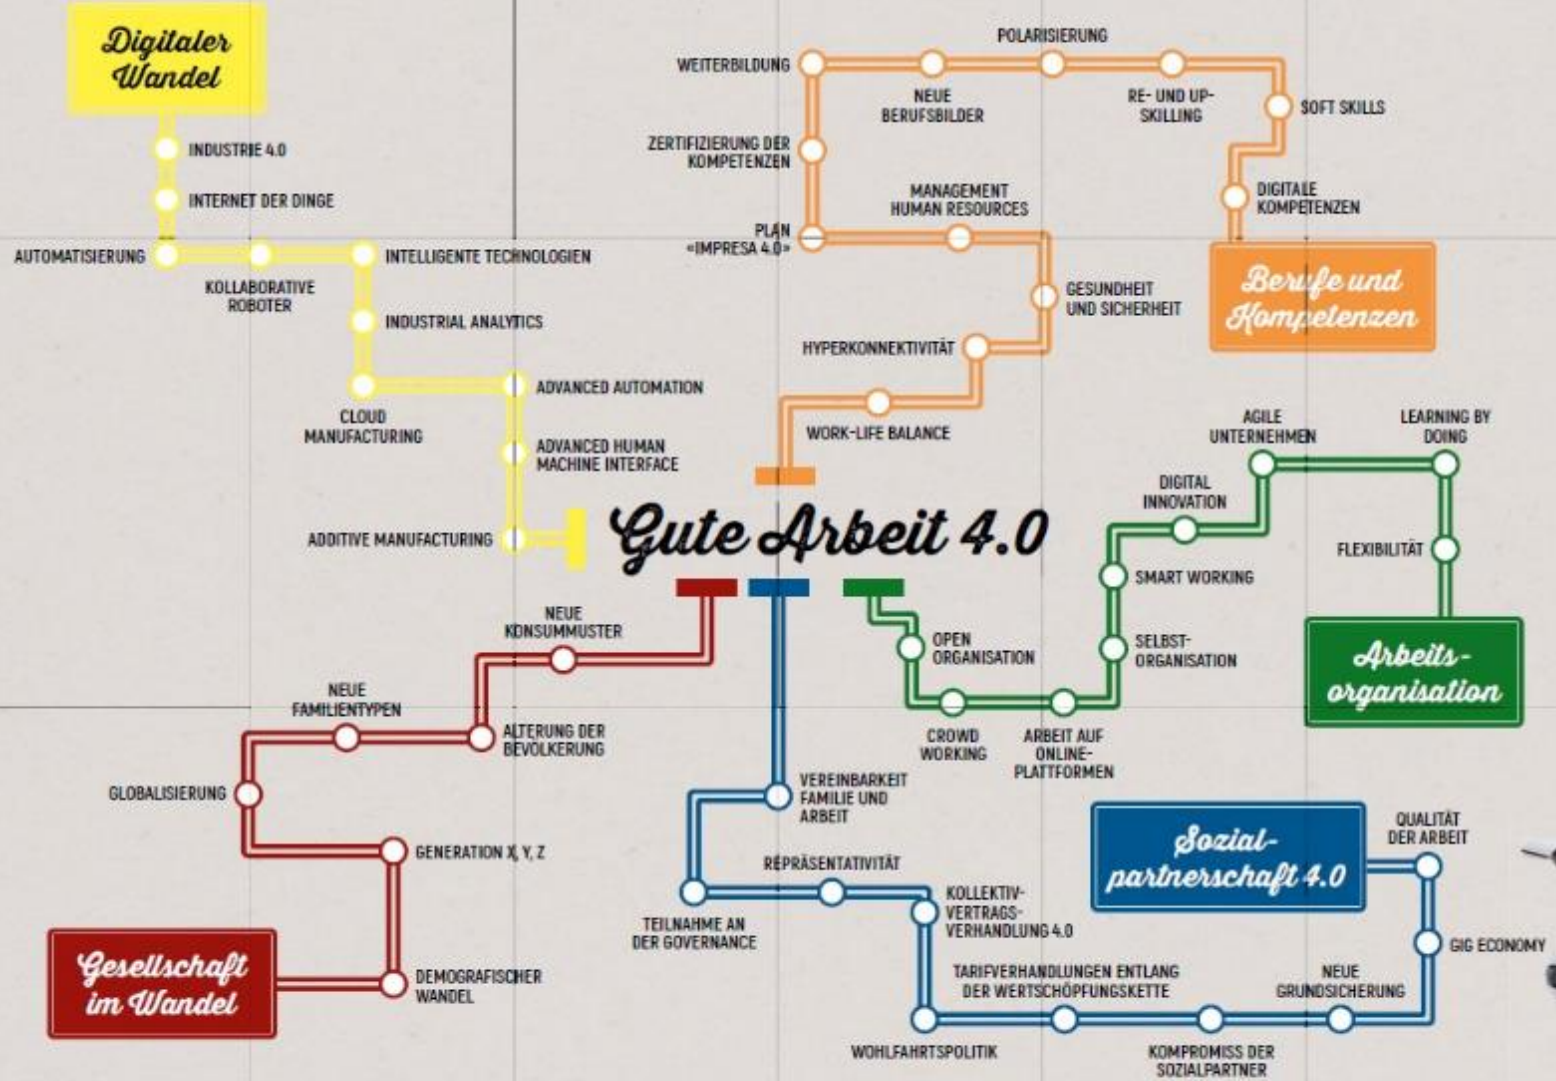 Digitaler
Wandel
INDUSTRIE 4.0
INTERNET DER DINGE
AUTOMATISIERUNG
KOLLABORATIVE
ROBOTER
INTELLIGENTE TECHNOLOGIEN
INDUSTRIAL ANALYTICS
CLOUD
MANUFACTURING
ADVANCED AUTOMATION
ADVANCED HUMAN
MACHINE INTERFACE
ADDITIVE MANUFACTURING
POLARISIERUNG
WEITERBILDUNG
NEUE
BERUFSBILDER
RE- UND UP-
SKILLING
SOFT SKILLS
ZERTIFIZIERUNG DER
KOMPETENZEN
DIGITALE
KOMPETENZEN
MANAGEMENT
HUMAN RESOURCES
PLAN
«IMPRESA 4.0»
Berufe und
Kompetenzen
GESUNDHEIT
UND SICHERHEIT
HYPERKONNEKTIVITÄT
WORK-LIFE BALANCE
Gute Arbeit 4.0
AGILE
UNTERNEHMEN
LEARNING BY
DOING
DIGITAL
INNOVATION
FLEXIBILITÄT
SMART WORKING
SELBST-
ORGANISATION
OPEN
ORGANISATION
CROWD
WORKING
ARBEIT AUF
ONLINE-
PLATTFORMEN
Arbeits-
organisation
NEUE
KONSUMMUSTER
NEUE
FAMILIENTYPEN
ALTERUNG DER
BEVÖLKERUNG
GLOBALISIERUNG
GENERATION X, Y, Z
DEMOGRAFISCHER
WANDEL
Gesellschaft
im Wandel
VEREINBARKEIT
FAMILIE UND
ARBEIT
REPRÄSENTATIVITÄT
TEILNAHME AN
DER GOVERNANCE
KOLLEKTIV-
VERTRAGS-
VERHANDLUNG 4.0
Sozial-
partnerschaft 4.0
QUALITÄT
DER ARBEIT
GIG ECONOMY
TARIFVERHANDLUNGEN ENTLANG
DER WERTSCHÖPFUNGSKETTE
NEUE
GRUNDSICHERUNG
WOHLFAHRTSPOLITIK
KOMPROMISS DER
SOZIALPARTNER